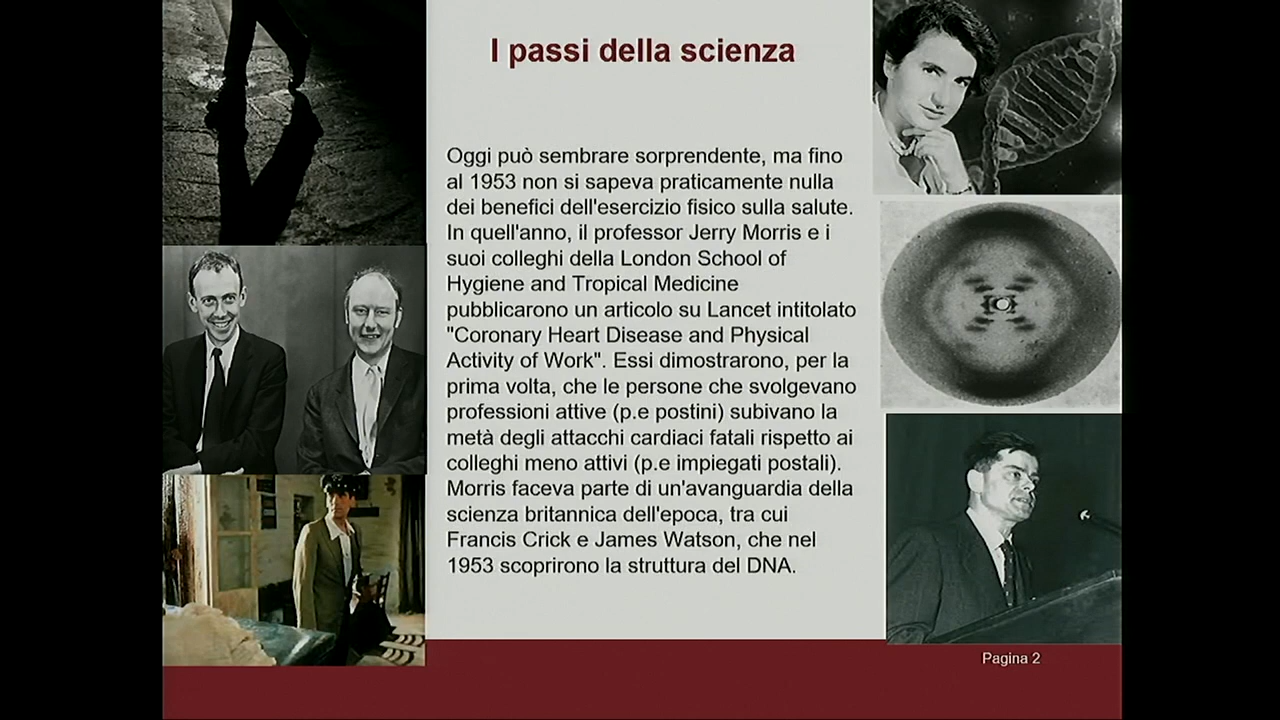 I passi della scienza
Oggi può sembrare sorprendente, ma fino
al 1953 non si sapeva praticamente nulla
dei benefici dell'esercizio fisico sulla salute.
In quell'anno, il professor Jerry Morris e i
suoi colleghi della London School of
Hygiene and Tropical Medicine
pubblicarono un articolo su Lancet intitolato
"Coronary Heart Disease and Physical
Activity of Work". Essi dimostrarono, per la
prima volta, che le persone che svolgevano
professioni attive (p.e postini) subivano la
metà degli attacchi cardiaci fatali rispetto ai
colleghi meno attivi (p.e impiegati postali).
Morris faceva parte di un'avanguardia della
scienza britannica dell'epoca, tra cui
Francis Crick e James Watson, che nel
1953 scoprirono la struttura del DNA.
Pagina 2